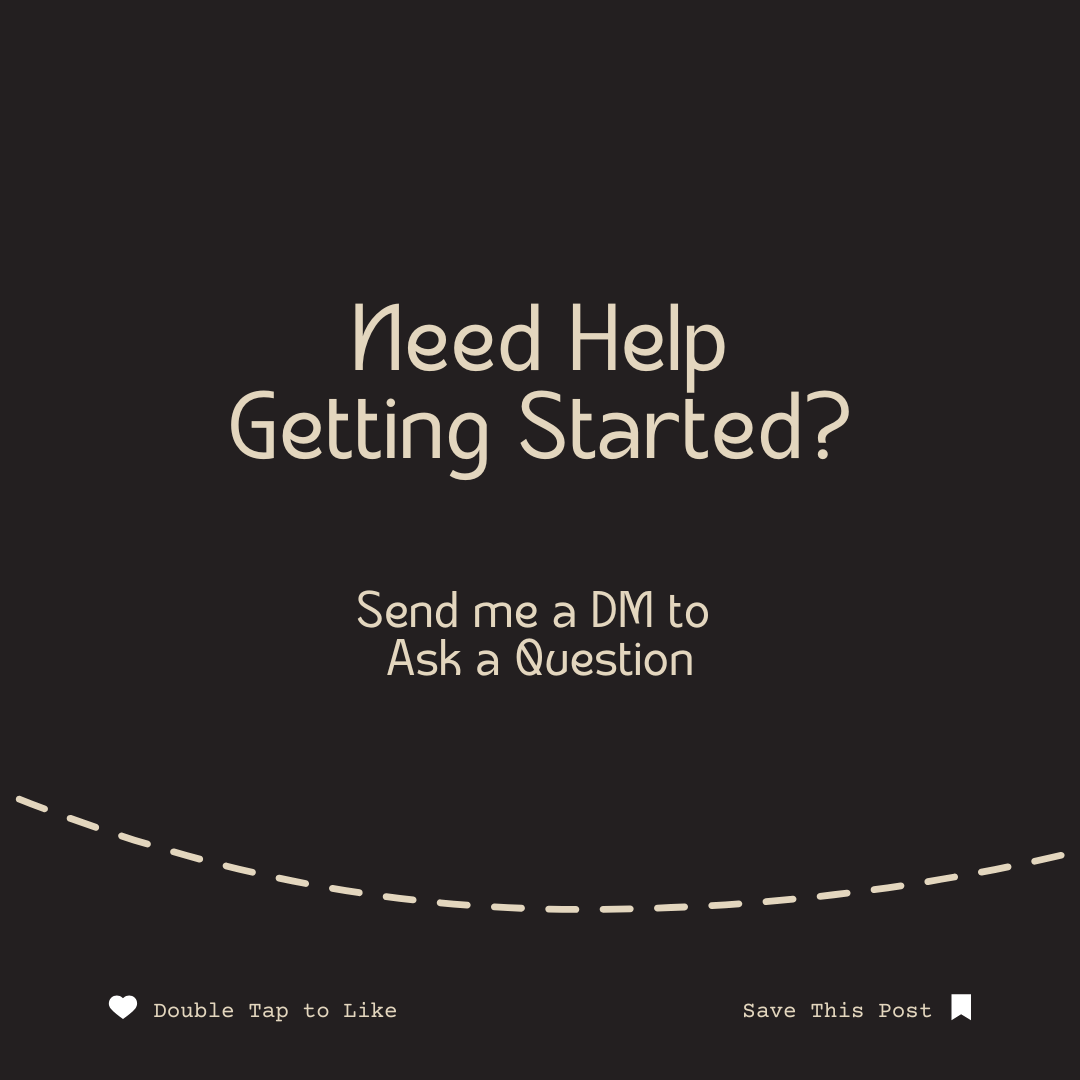 Need Help
Getting Started?
Send me a DM to
Ask a Question
Double Tap to Like
Save This Post